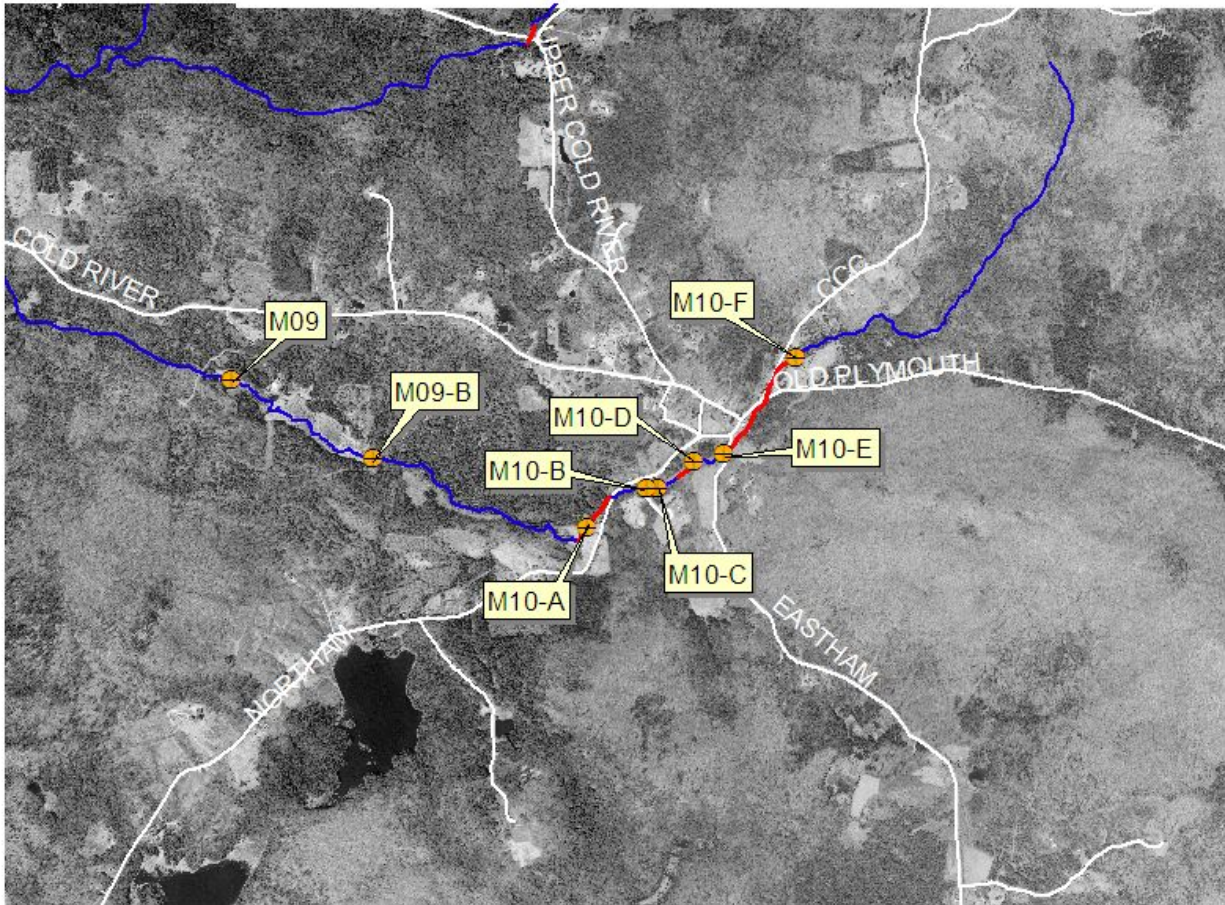 UPPER COLD RIVER
COLD RIVER
M09
M10-F
CCC
OLD PLYMOUTH
M09-B
M10-D
M10-E
M10-B
M10-C
M10-A
EASTHAM
NORTHAM